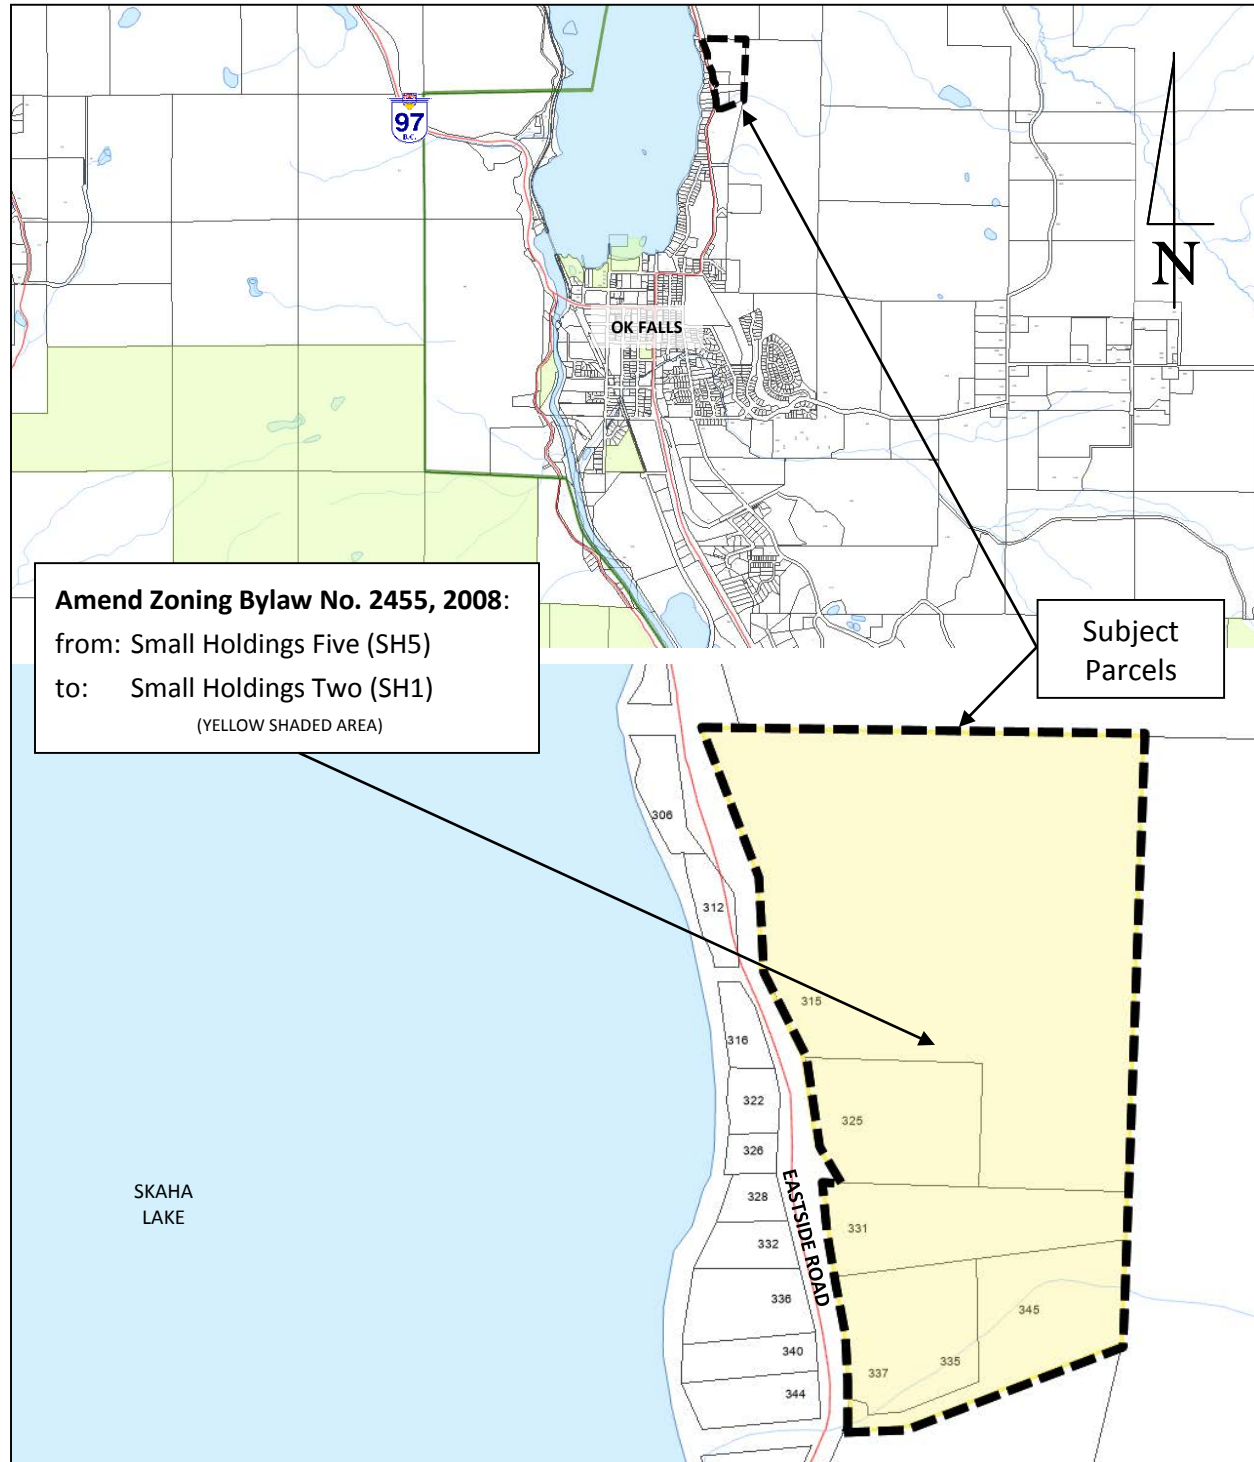 97
B.C.
OK FALLS
N
Amend Zoning Bylaw No. 2455, 2008:
from: Small Holdings Five (SH5)
to: Small Holdings Two (SH1)
(YELLOW SHADED AREA)
Subject
Parcels
306
312
315
316
322
325
326
328
331
332
336
345
340
335
337
344
EASTSIDE ROAD
SKAHA
LAKE